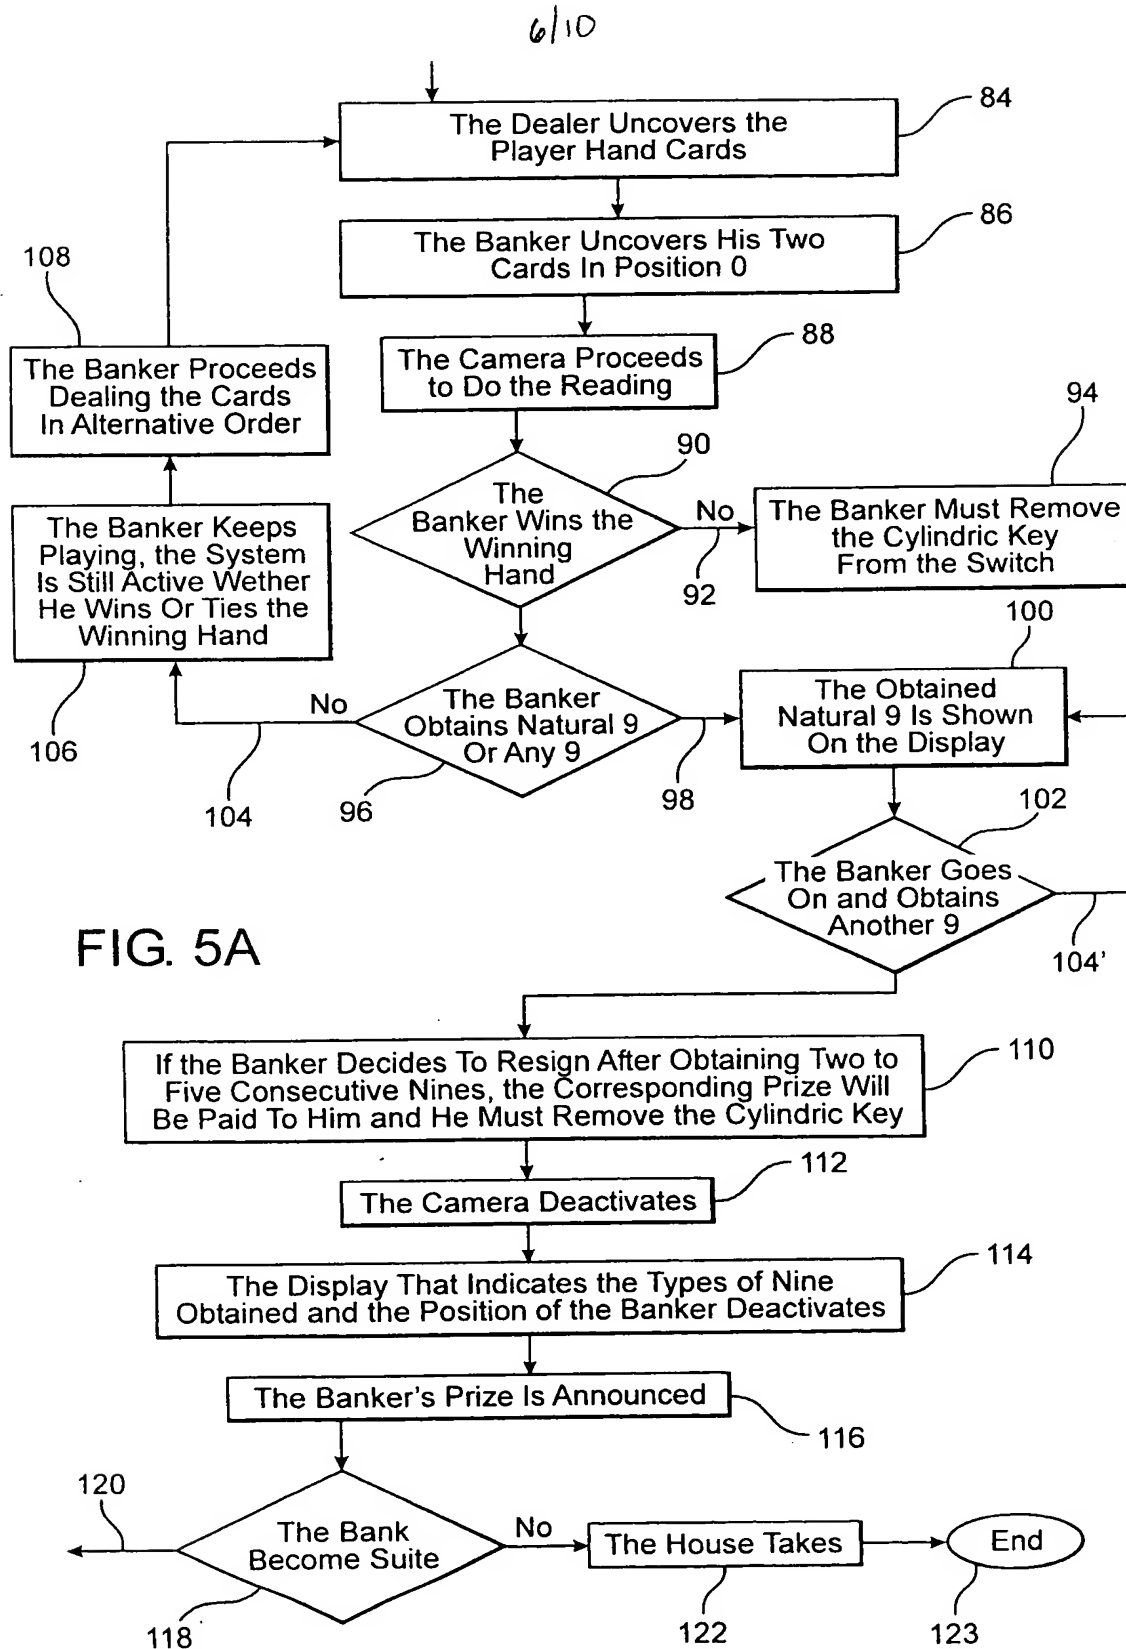 6/10
84
The Dealer Uncovers the
Player Hand Cards
86
The Banker Uncovers His Two
Cards In Position 0
108
88
The Banker Proceeds
Dealing the Cards
In Alternative Order
The Camera Proceeds
to Do the Reading
94
90
The
Banker Wins the
Winning
Hand
No
92
The Banker Must Remove
the Cylindric Key
From the Switch
The Banker Keeps
Playing, the System
Is Still Active Wether
He Wins Or Ties the
Winning Hand
100
106
No
104
The Banker
Obtains Natural 9
Or Any 9
96
98
The Obtained
Natural 9 Is Shown
On the Display
102
The Banker Goes
On and Obtains
Another 9
104'
FIG. 5A
If the Banker Decides To Resign After Obtaining Two to
Five Consecutive Nines, the Corresponding Prize Will
Be Paid To Him and He Must Remove the Cylindric Key
110
112
The Camera Deactivates
114
The Display That Indicates the Types of Nine
Obtained and the Position of the Banker Deactivates
The Banker's Prize Is Announced
116
120
The Bank
Become Suite
118
No
The House Takes
122
End
123